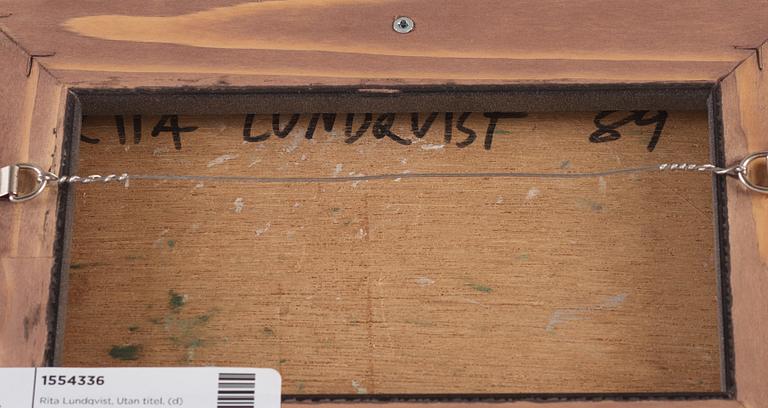 RITA LUNDQVIST 89
1554336
Rita Lundqvist, Utan titel. (d)